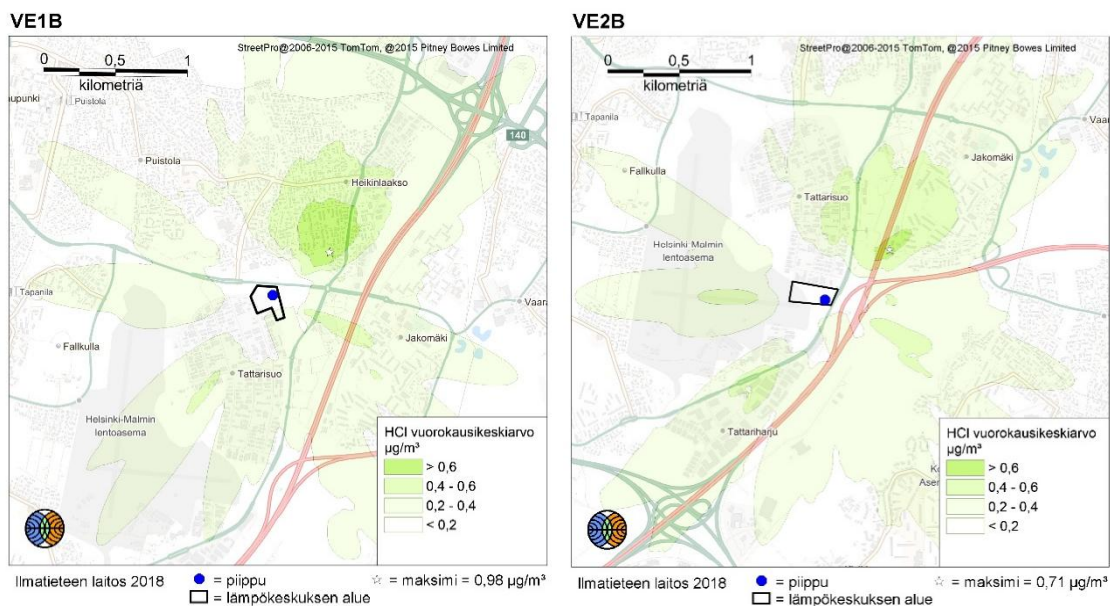 VE1B
StreetPro@2006-2015 TomTom, @2015 Pitney Bowes Limited
0 0,5 1
kilometriä
aupunki
Puistola
Tapanila
Puistola
140
Heikinlaakso
Tapanila
Vaara
Fallkulla
Jakomäki
Tattarisuo
Helsinki-Malmin
lentoasema
HCl vuorokausikeskiarvo
µg/m³
> 0,6
0,4 - 0,6
0,2 - 0,4
< 0,2
Ilmatieteen laitos 2018
= piippu
= maksimi = 0,98 µg/m³
= lämpökeskuksen alue
VE2B
StreetPro@2006-2015 TomTom, @2015 Pitney Bowes Limited
0 0,5 1
kilometriä
Tapanila
Vaara
Jakomäki
Fallkulla
Tattarisuo
Helsinki-Malmin
lentoasema
Tattariharju
HCl vuorokausikeskiarvo
µg/m³
> 0,6
0,4 - 0,6
0,2 - 0,4
< 0,2
Ilmatieteen laitos 2018
= piippu
= maksimi = 0,71 µg/m³
= lämpökeskuksen alue